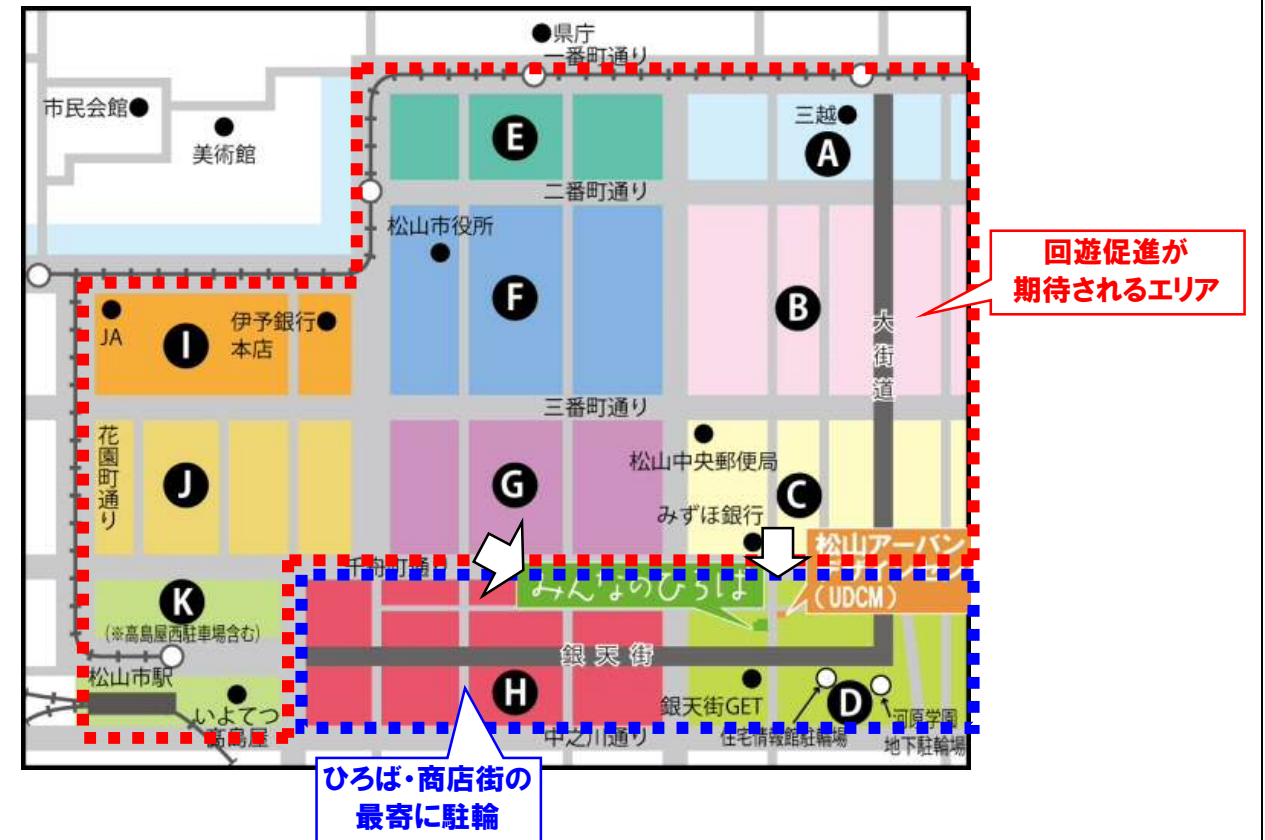 ●県庁
一番町通り
市民会館●
美術館
三越●
E
A
二番町通り
松山市役所
回遊促進が
期待されるエリア
F
B
JA
I
伊予銀行●
本店
大街道
三番町通り
花園町通り
松山中央郵便局
J
G
C
みずほ銀行
松山アーバン
千舟町通り
みんなのひろば
(UDCM)
K
(※高島屋西駐車場含む)
銀天街
松山市駅
H
銀天街GET
D
いよてつ
高島屋
河原学園
地下駐輪場
中之川通り
住宅情報館駐輪場
ひろば・商店街の
最寄に駐輪